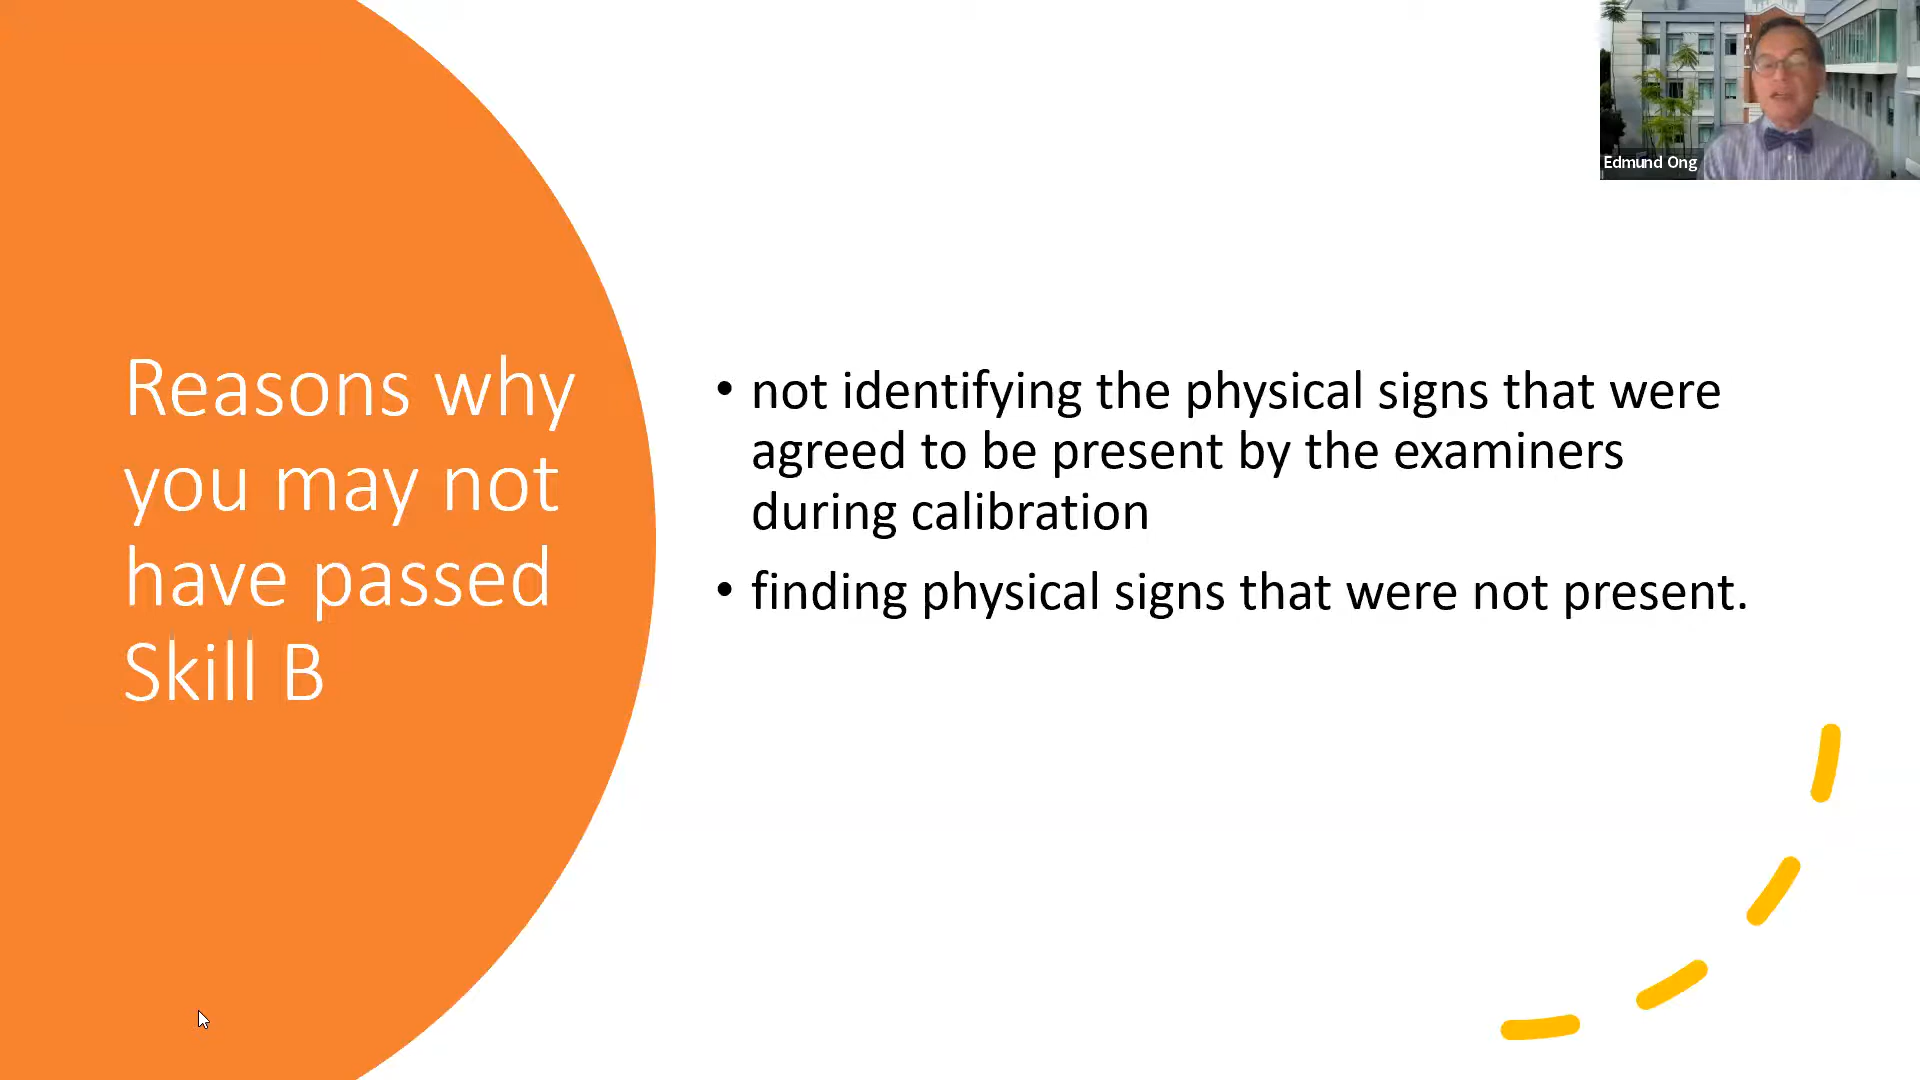 Edmund Ong
Reasons why
you may not
have passed
Skill B
• not identifying the physical signs that were
agreed to be present by the examiners
during calibration
• finding physical signs that were not present.